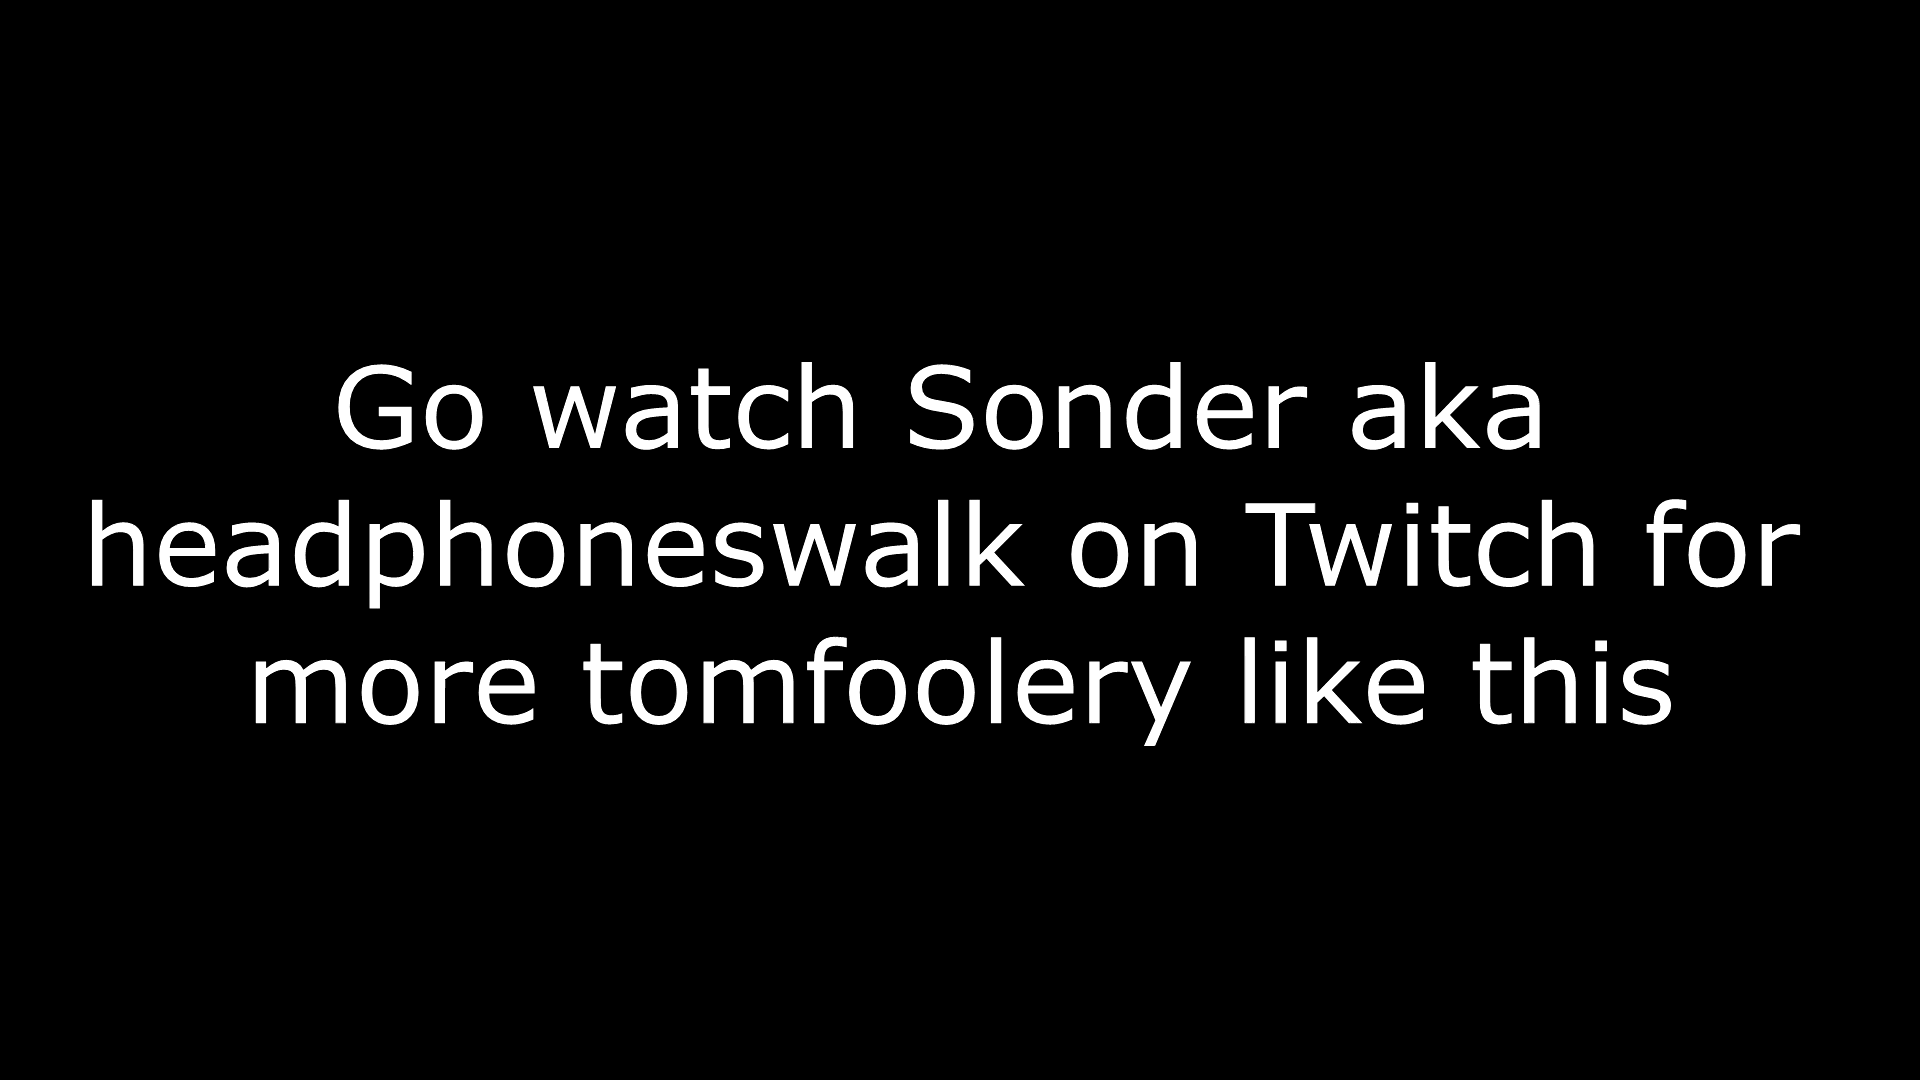 Go watch Sonder aka
headphoneswalk on Twitch for
more tomfoolery like this